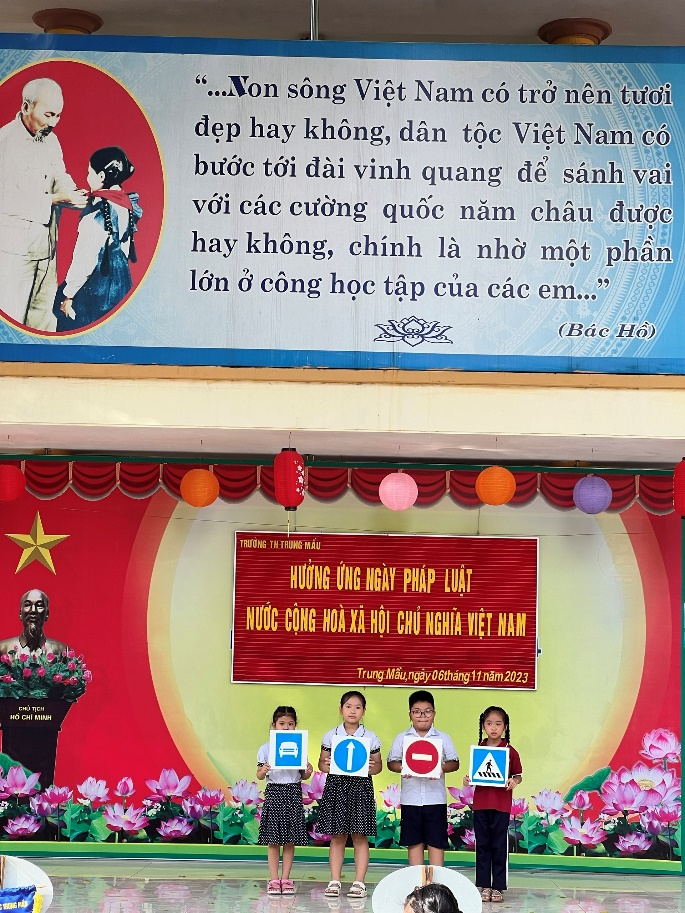 “...Non sông Việt Nam có trở nên tươi
đẹp hay không, dân tộc Việt Nam có
bước tới đài vinh quang để sánh vai
với các cường quốc năm châu được
hay không, chính là nhờ một phần
lớn ở công học tập của các em...”
(Bác Hồ)
TRƯỜNG TH TRUNG MẦU
HƯỞNG ỨNG NGÀY PHÁP LUẬT
NƯỚC CỘNG HOÀ XÃ HỘI CHỦ NGHĨA VIỆT NAM
Trung Mầu, ngày 06 tháng 11 năm 2023
CHỦ TỊCH
HỒ CHÍ MINH